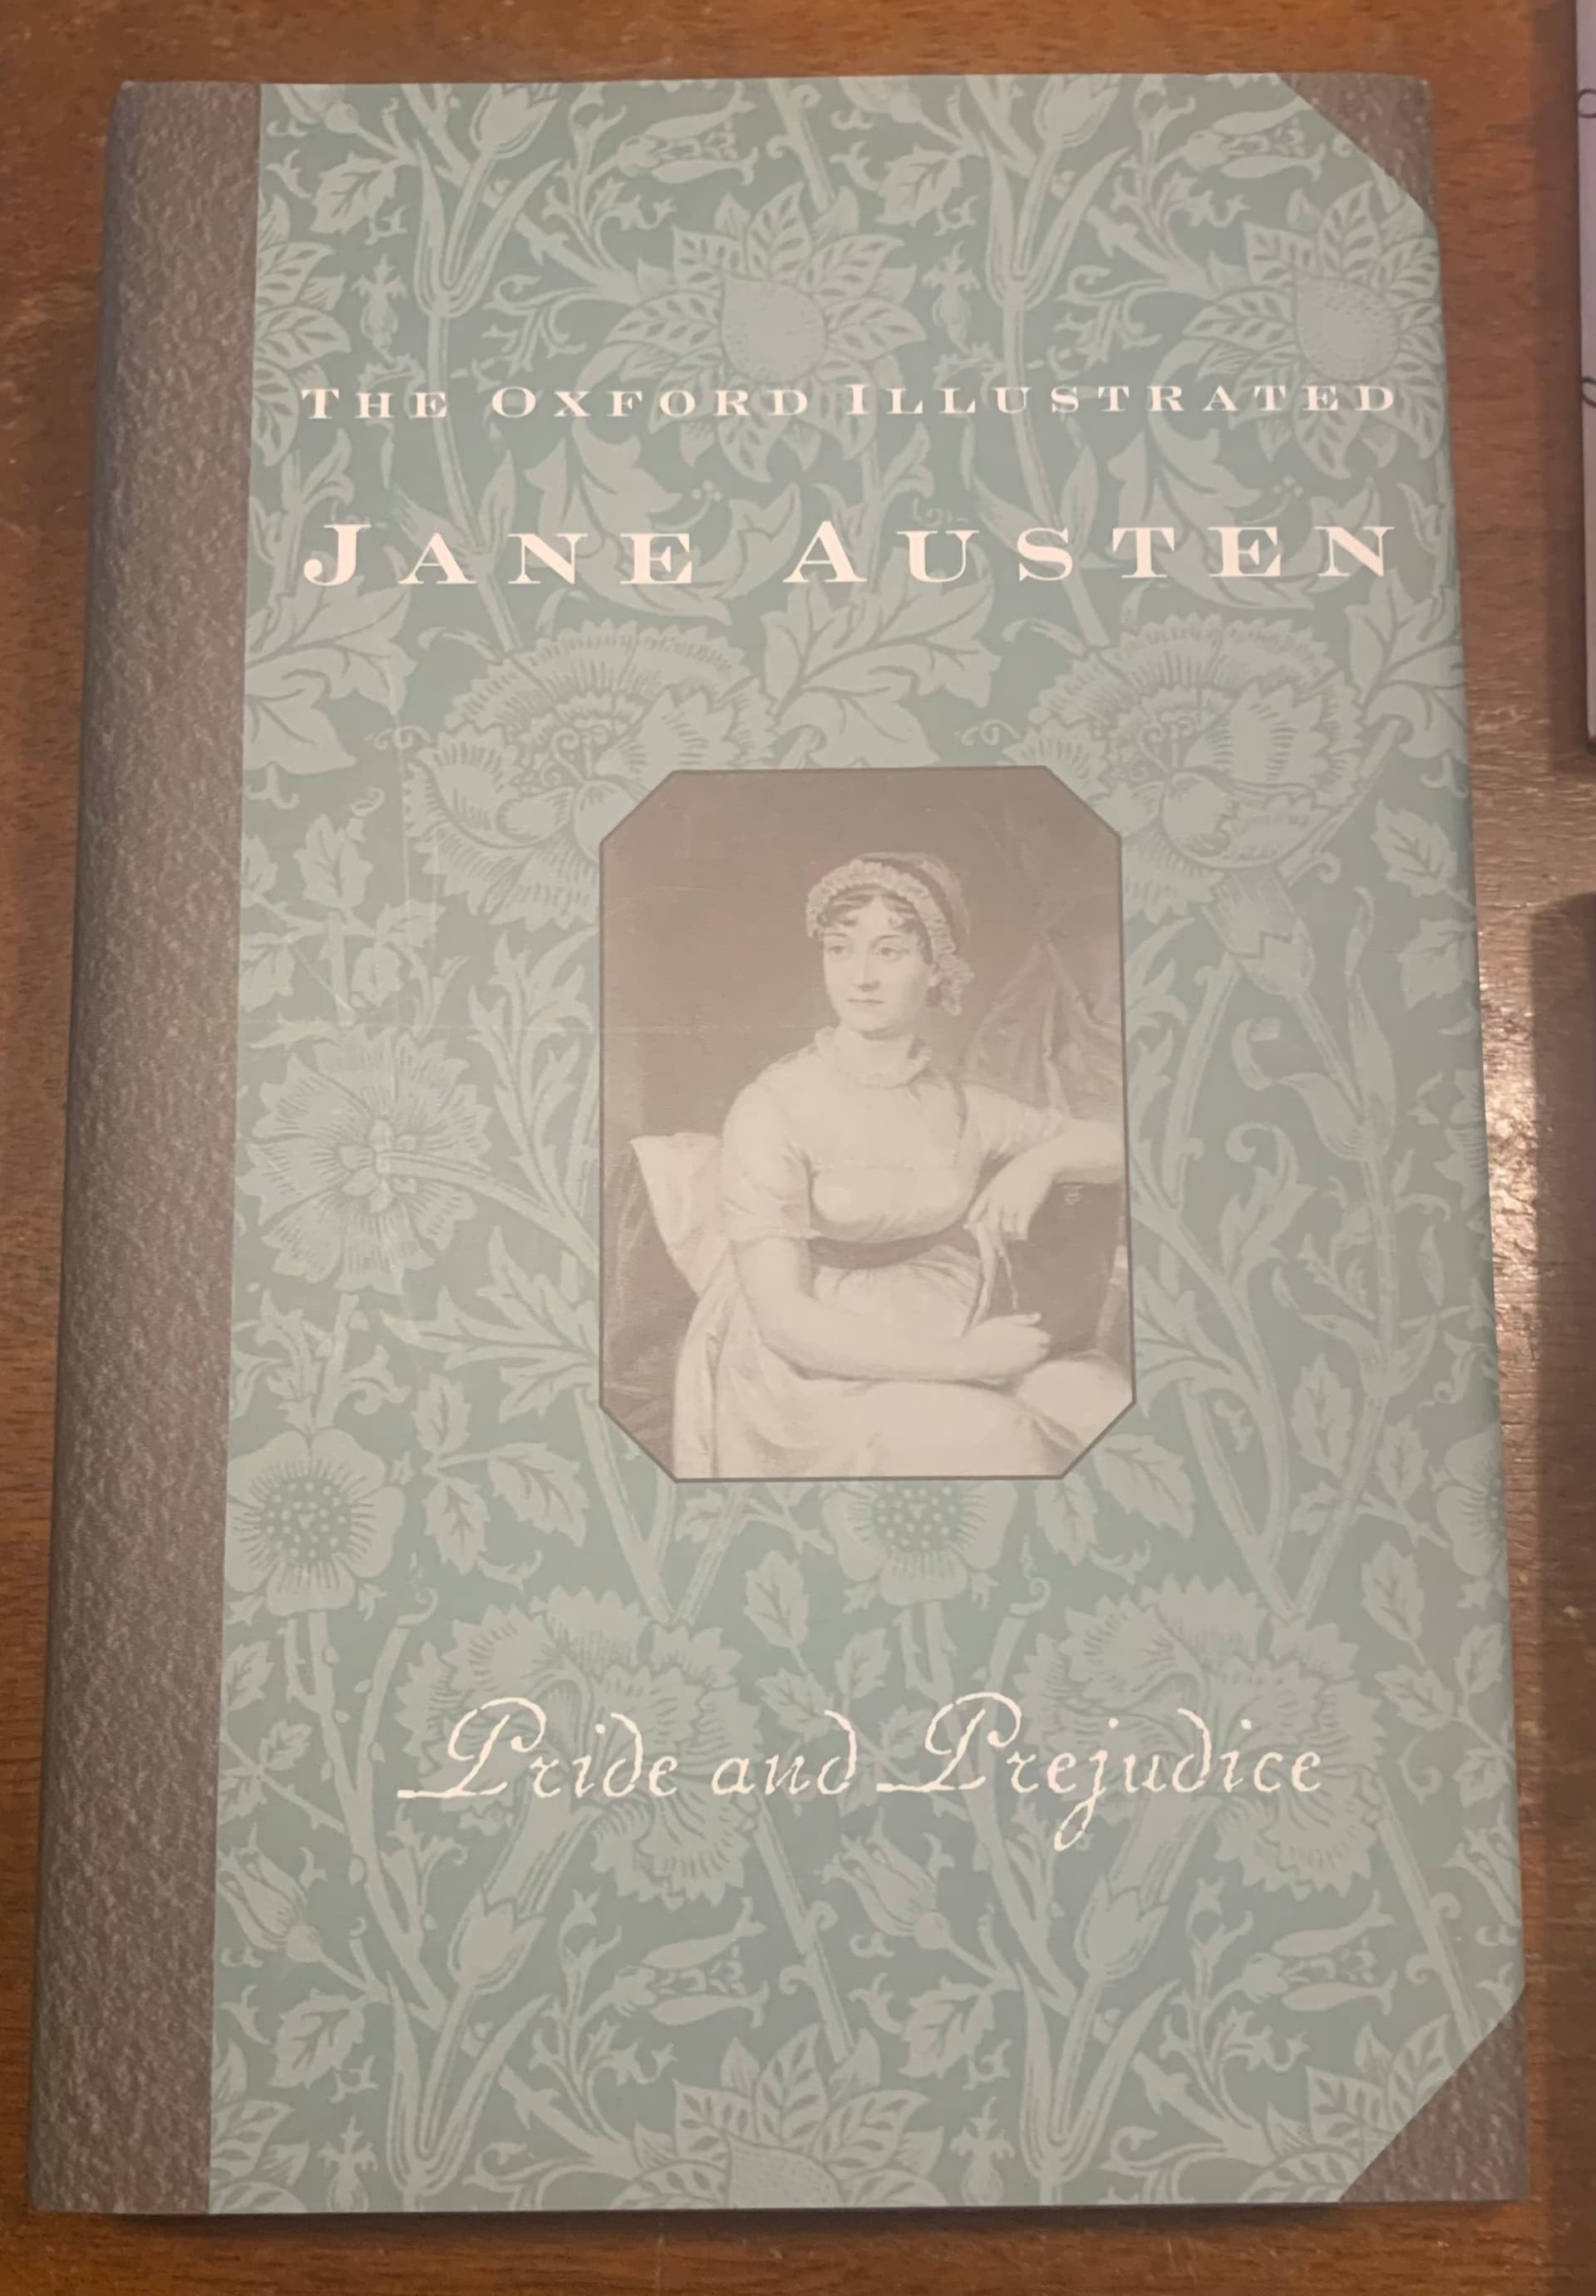 THE OXFORD ILLUSTRATED
JANE AUSTEN
Pride and Prejudice